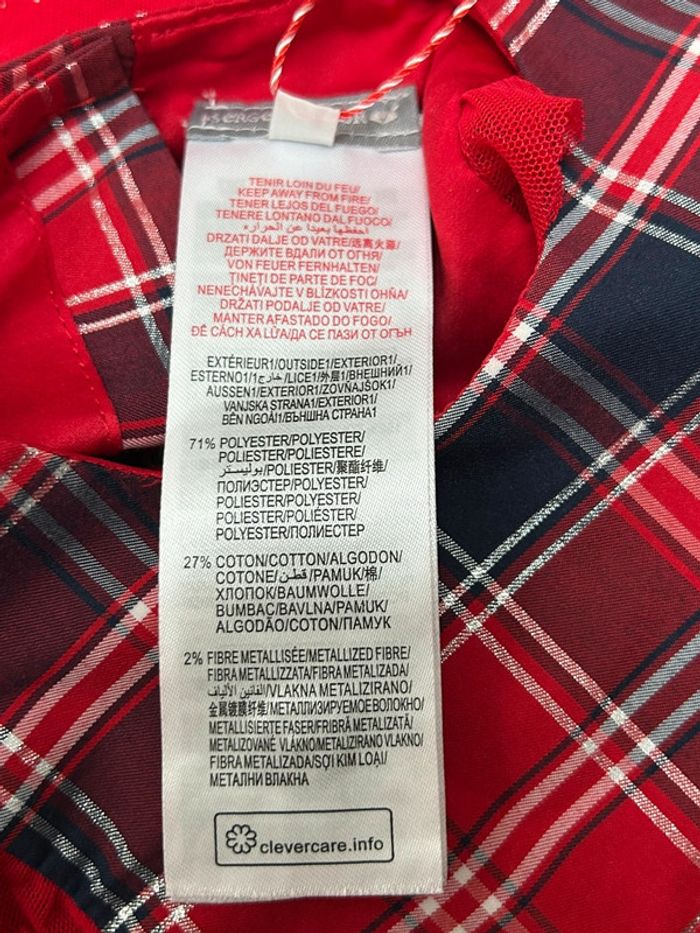 TENIR LOIN DU FEU/
KEEP AWAY FROM FIRE/
TENER LEJOS DEL FUEGO/
TENERE LONTANO DAL FUOCO/
احفظها بعيدا عن الحراره
DRZATI DALJE OD VATRE/远离火源/
ДЕРЖИТЕ ВДАЛИ ОТ ОГНЯ/
VON FEUER FERNHALTEN/
TINEȚI DE PARTE DE FOC/
NENECHÁVAJTE V BLÍZKOSTI OHŇA/
DRŽATI PODALJE OD VATRE/
MANTER AFASTADO DO FOGO/
ĐỂ CÁCH XA LỬA/ДА СЕ ПАЗИ ОТ ОГЪН
EXTÉRIEUR1/OUTSIDE1/EXTERIOR1/
ESTERNO1/خارج1/LICE1/外层1/ВНЕШНИЙ1/
AUSSEN1/EXTERIOR1/ZOVNAJŠOK1/
VANJSKA STRANA1/EXTERIOR1/
BÊN NGOÀI1/ВЪНШНА СТРАНА1
71% POLYESTER/POLYESTER/
POLIESTER/POLIESTERE/
بوليستر/POLIESTER/聚酯纤维/
ПОЛИЭСТЕР/POLYESTER/
POLIESTER/POLYESTER/
POLIESTER/POLIÉSTER/
POLYESTER/ПОЛИЕСТЕР
27% COTON/COTTON/ALGODON/
COTONE/قطن/PAMUK/棉/
ХЛОПОК/BAUMWOLLE/
BUMBAC/BAVLNA/PAMUK/
ALGODÃO/COTON/ПАМУК
2% FIBRE METALLISÉE/METALLIZED FIBRE/
FIBRA METALLIZZATA/FIBRA METALIZADA/
الفانين الألياف/VLAKNA METALIZIRANO/
金属镀膜纤维/МЕТАЛЛИЗИРУЕМОЕ ВОЛОКНО/
METALLISIERTE FASER/FRIBRĂ METALIZATĂ/
METALIZOVANÉ VLÁKNO/METALIZIRANO VLAKNO/
FIBRA METALIZADA/SỢI KIM LOẠI/
МЕТАЛНИ ВЛАКНА
clevercare.info